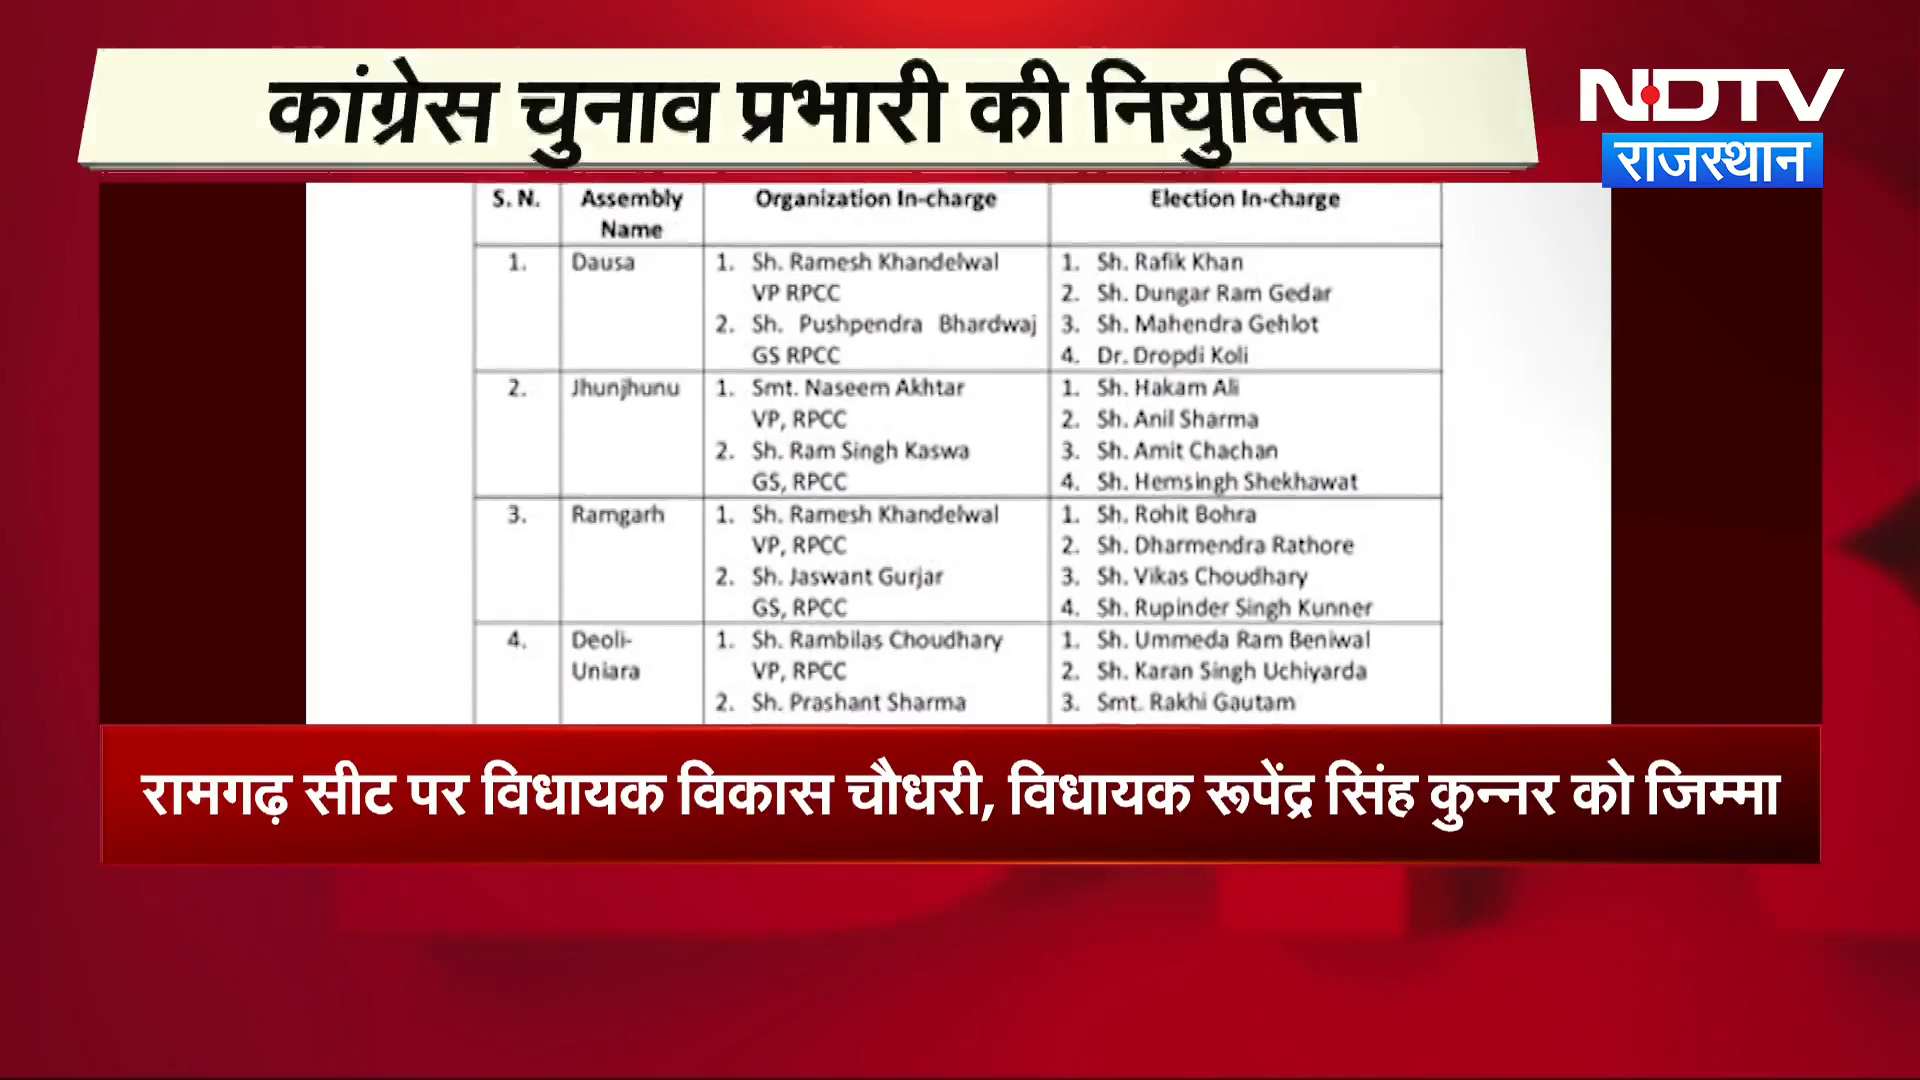 कांग्रेस चुनाव प्रभारी की नियुक्ति
NDTV
राजस्थान
S. N. Assembly Name Organization In-charge Election In-charge
1. Dausa 1. Sh. Ramesh Khandelwal 1. Sh. Rafik Khan
VP RPCC 2. Sh. Dungar Ram Gedar
2. Sh. Pushpendra Bhardwaj 3. Sh. Mahendra Gehlot
GS RPCC 4. Dr. Dropdi Koli
2. Jhunjhunu 1. Smt. Naseem Akhtar 1. Sh. Hakam Ali
VP, RPCC 2. Sh. Anil Sharma
2. Sh. Ram Singh Kaswa 3. Sh. Amit Chachan
GS, RPCC 4. Sh. Hemsingh Shekhawat
3. Ramgarh 1. Sh. Ramesh Khandelwal 1. Sh. Rohit Bohra
VP, RPCC 2. Sh. Dharmendra Rathore
2. Sh. Jaswant Gurjar 3. Sh. Vikas Choudhary
GS, RPCC 4. Sh. Rupinder Singh Kunner
4. Deoli- 1. Sh. Rambilas Choudhary 1. Sh. Ummeda Ram Beniwal
Uniara VP, RPCC 2. Sh. Karan Singh Uchiyarda
2. Sh. Prashant Sharma 3. Smt. Rakhi Gautam
रामगढ़ सीट पर विधायक विकास चौधरी, विधायक रूपेंद्र सिंह कुन्नर को जिम्मा